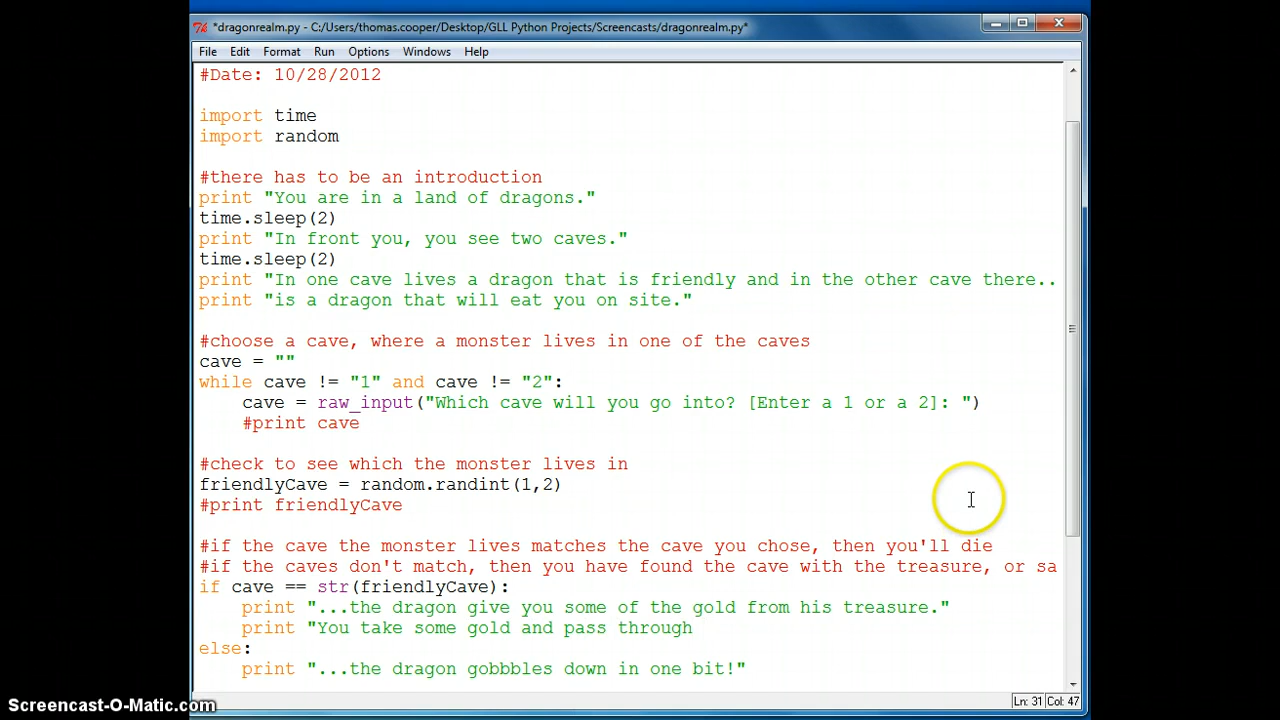 *dragonrealm.py - C:/Users/thomas.cooper/Desktop/GLL Python Projects/Screencasts/dragonrealm.py*
File Edit Format Run Options Windows Help
#Date: 10/28/2012
import time
import random
#there has to be an introduction
print "You are in a land of dragons."
time.sleep(2)
print "In front you, you see two caves."
time.sleep(2)
print "In one cave lives a dragon that is friendly and in the other cave there..
print "is a dragon that will eat you on site."
#choose a cave, where a monster lives in one of the caves
cave = ""
while cave != "1" and cave != "2":
    cave = raw_input("Which cave will you go into? [Enter a 1 or a 2]: ")
    #print cave
#check to see which the monster lives in
friendlyCave = random.randint(1,2)
#print friendlyCave
#if the cave the monster lives matches the cave you chose, then you'll die
#if the caves don't match, then you have found the cave with the treasure, or sa
if cave == str(friendlyCave):
    print "...the dragon give you some of the gold from his treasure."
    print "You take some gold and pass through
else:
    print "...the dragon gobbbles down in one bit!"
Ln: 31 Col: 47
Screencast-O-Matic.com